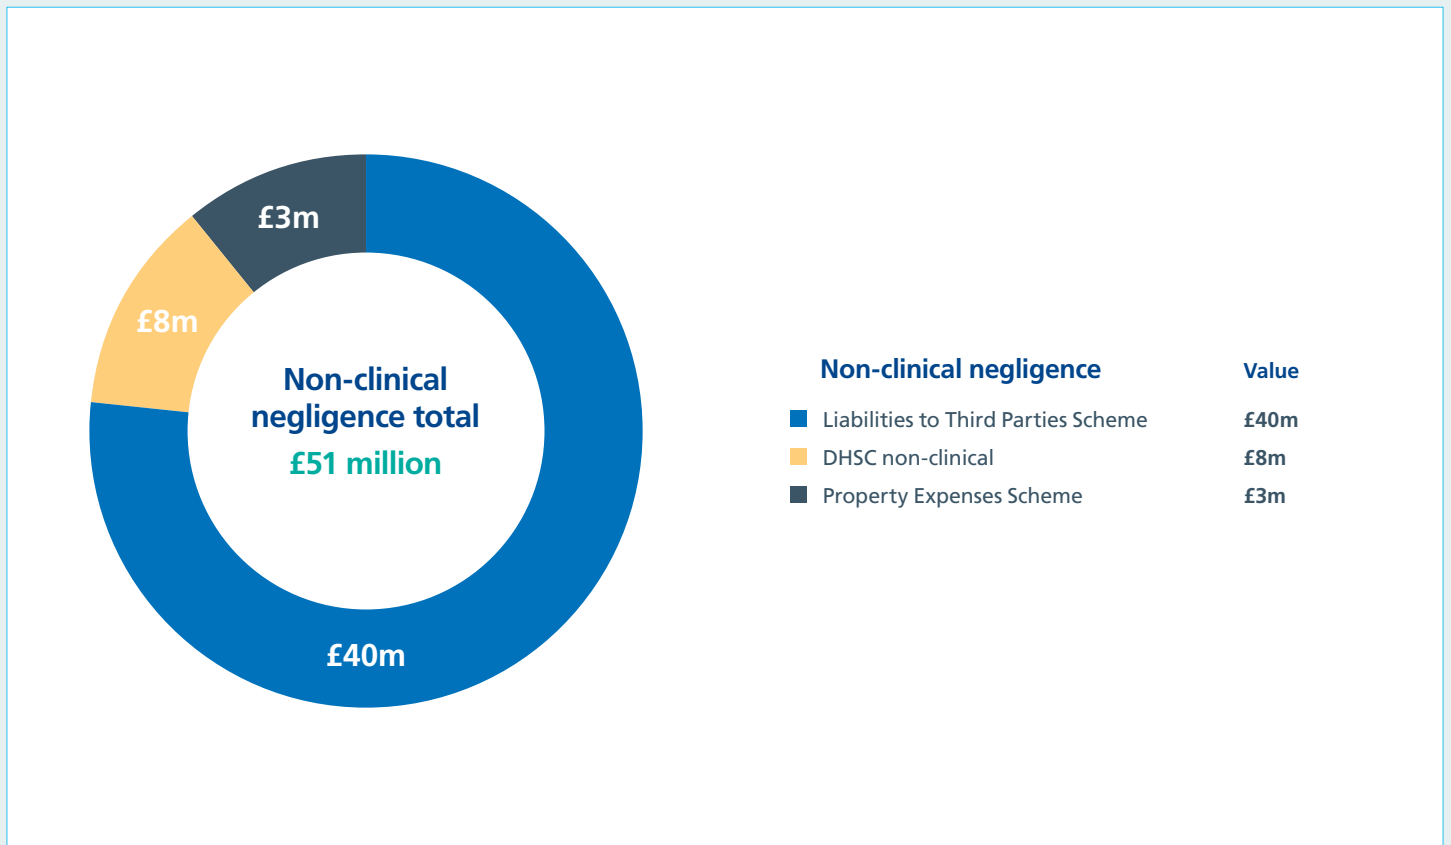 £3m
£8m
Non-clinical
negligence total
£51 million
£40m
Non-clinical negligence Value
Liabilities to Third Parties Scheme £40m
DHSC non-clinical £8m
Property Expenses Scheme £3m